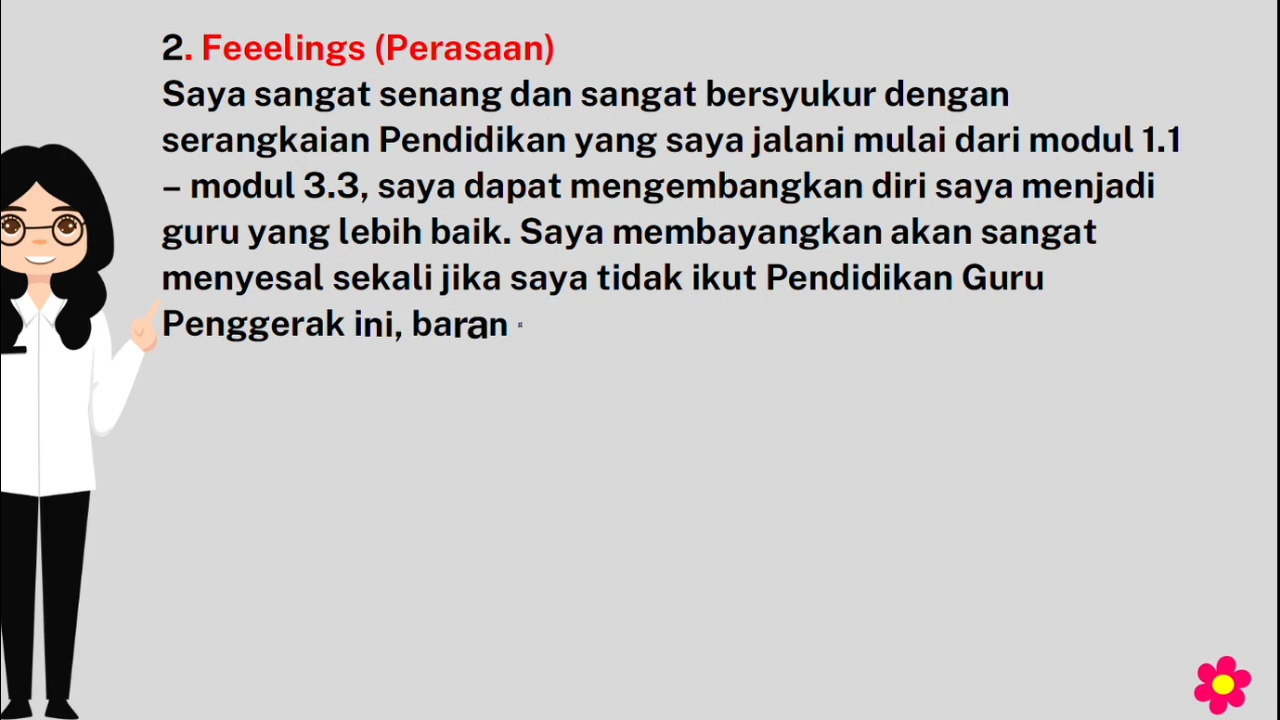 2. Feeelings (Perasaan)
Saya sangat senang dan sangat bersyukur dengan
serangkaian Pendidikan yang saya jalani mulai dari modul 1.1
– modul 3.3, saya dapat mengembangkan diri saya menjadi
guru yang lebih baik. Saya membayangkan akan sangat
menyesal sekali jika saya tidak ikut Pendidikan Guru
Penggerak ini, baran